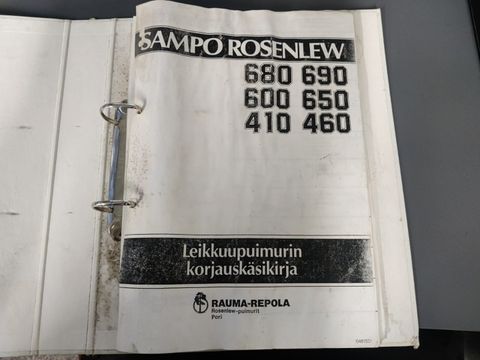 SAMPO ROSENLEW
680 690
600 650
410 460
Leikkuupuimurin
korjauskäsikirja
RAUMA-REPOLA
Rosenlew-puimurit
Pori